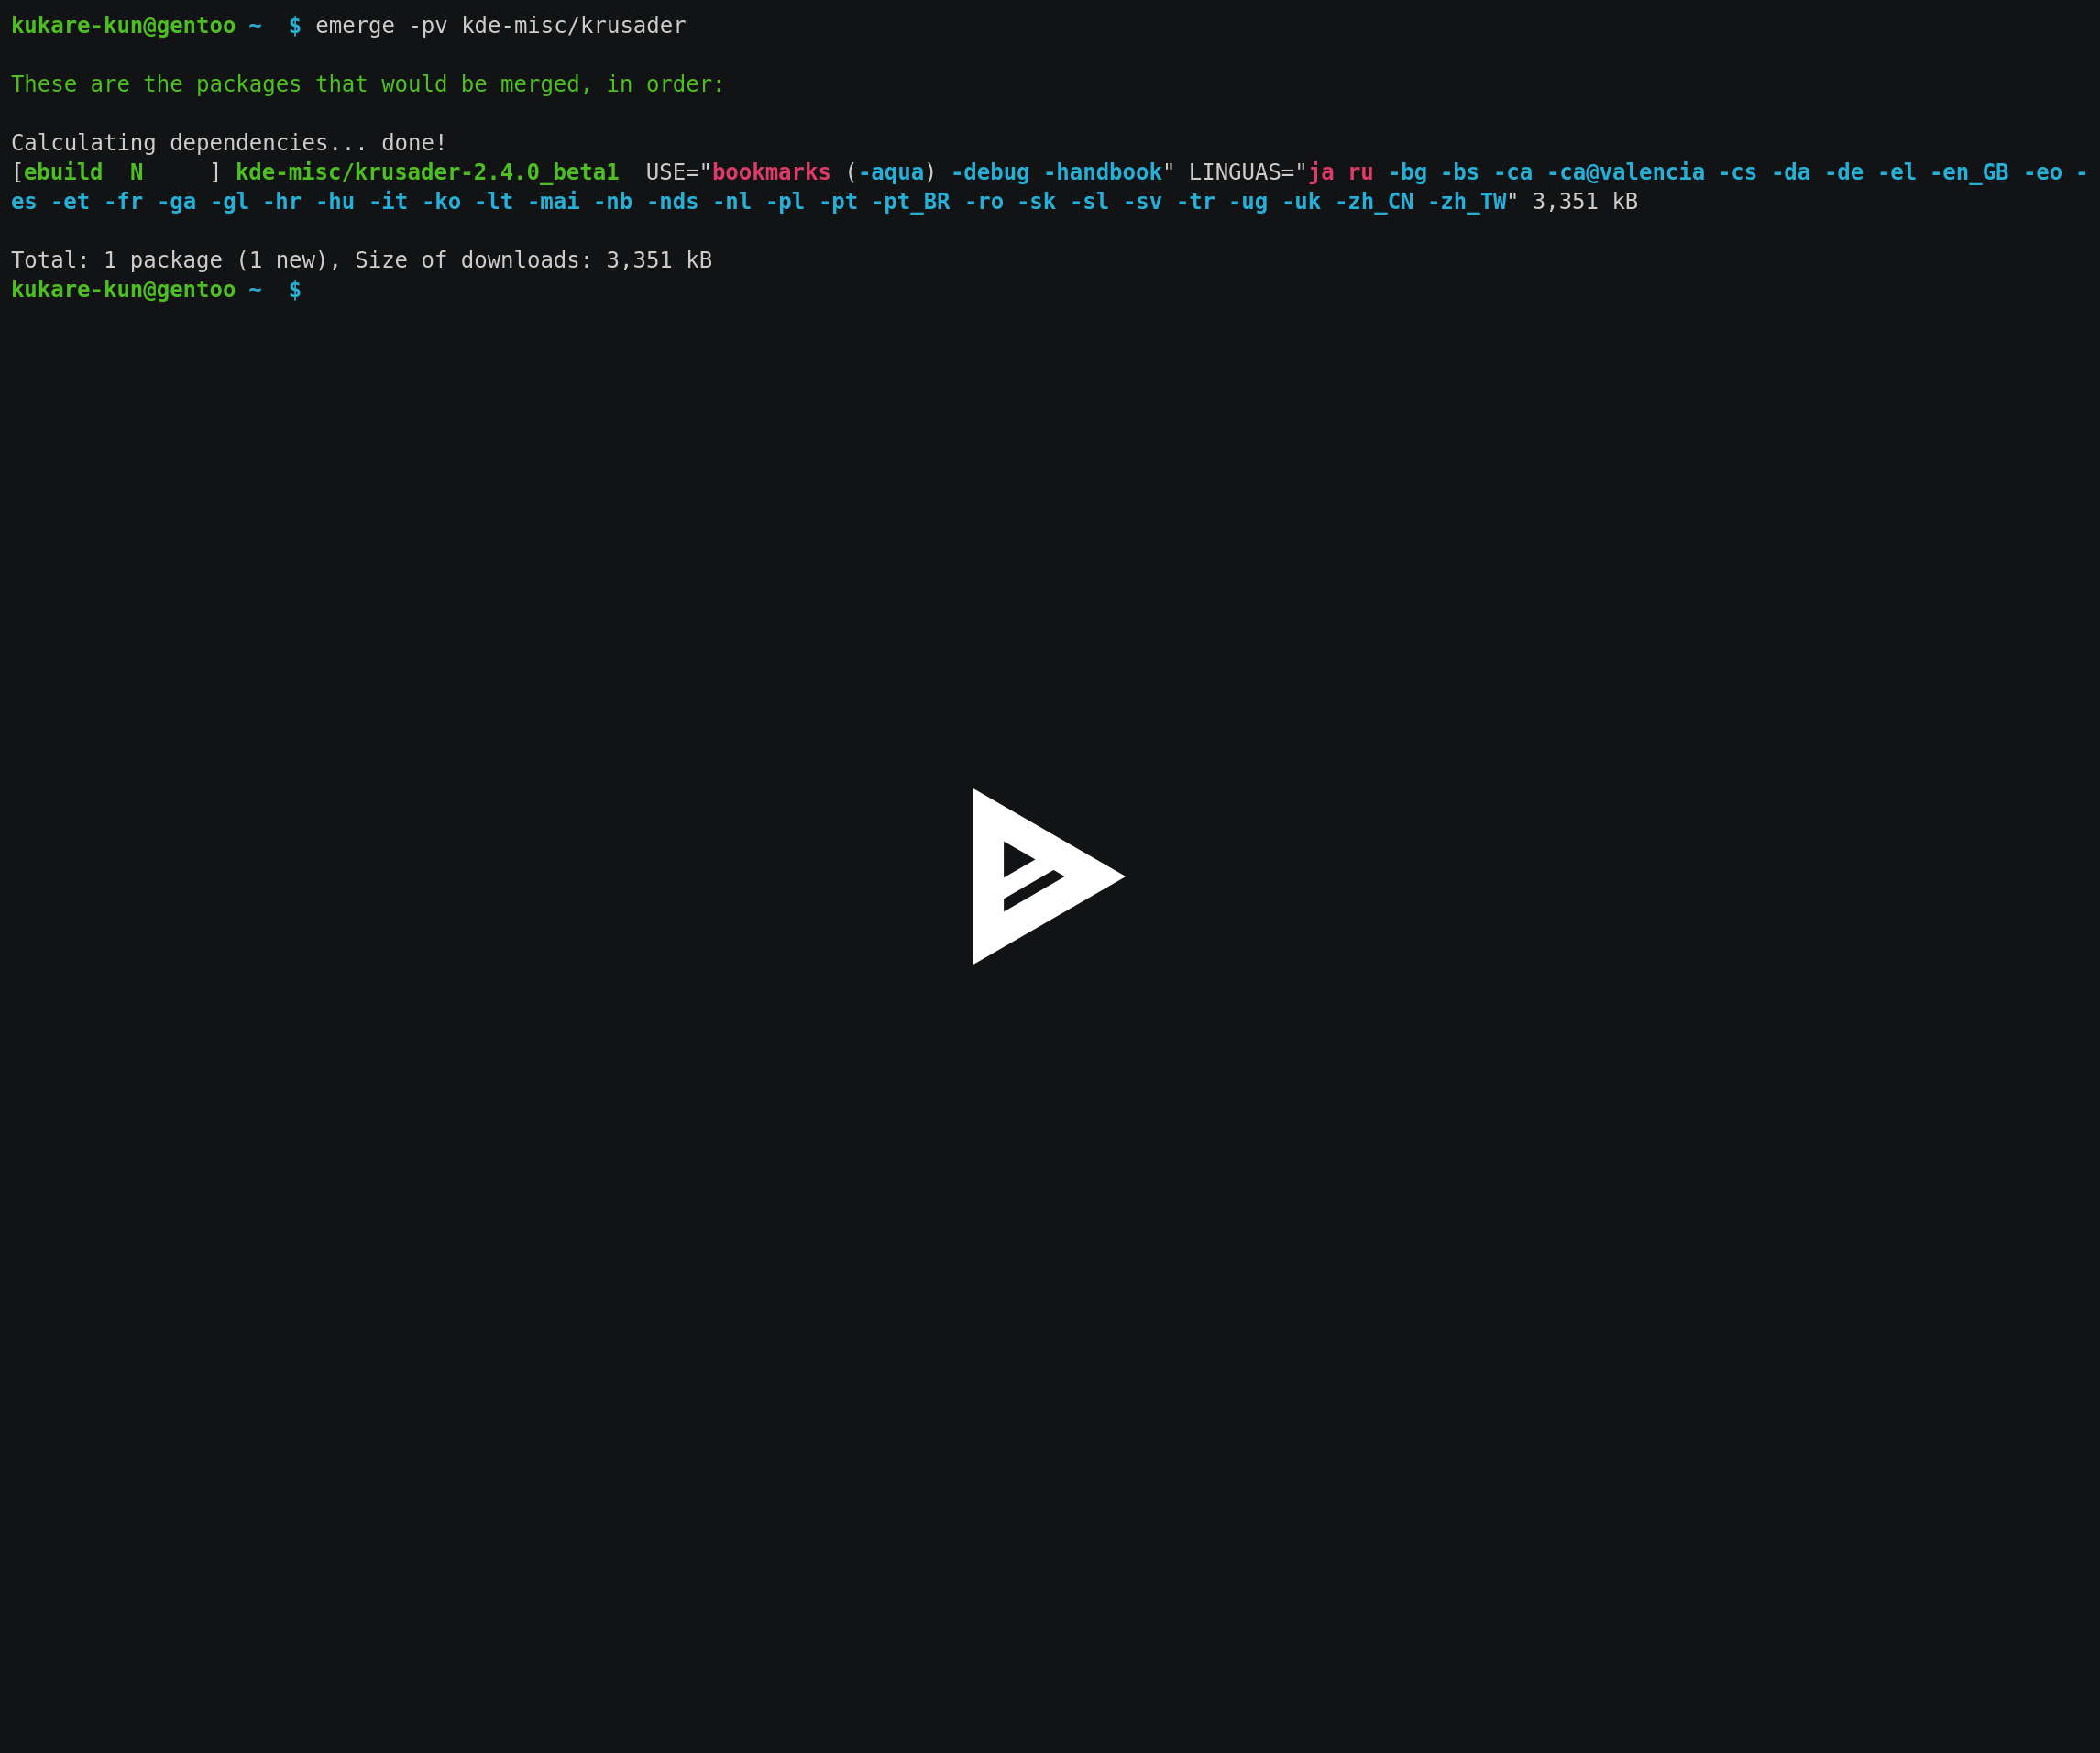 kukare-kun@gentoo ~  $ emerge -pv kde-misc/krusader
These are the packages that would be merged, in order:
Calculating dependencies... done!
[ebuild  N     ] kde-misc/krusader-2.4.0_beta1  USE="bookmarks (-aqua) -debug -handbook" LINGUAS="ja ru -bg -bs -ca -ca@valencia -cs -da -de -el -en_GB -eo -
es -et -fr -ga -gl -hr -hu -it -ko -lt -mai -nb -nds -nl -pl -pt -pt_BR -ro -sk -sl -sv -tr -ug -uk -zh_CN -zh_TW" 3,351 kB
Total: 1 package (1 new), Size of downloads: 3,351 kB
kukare-kun@gentoo ~  $